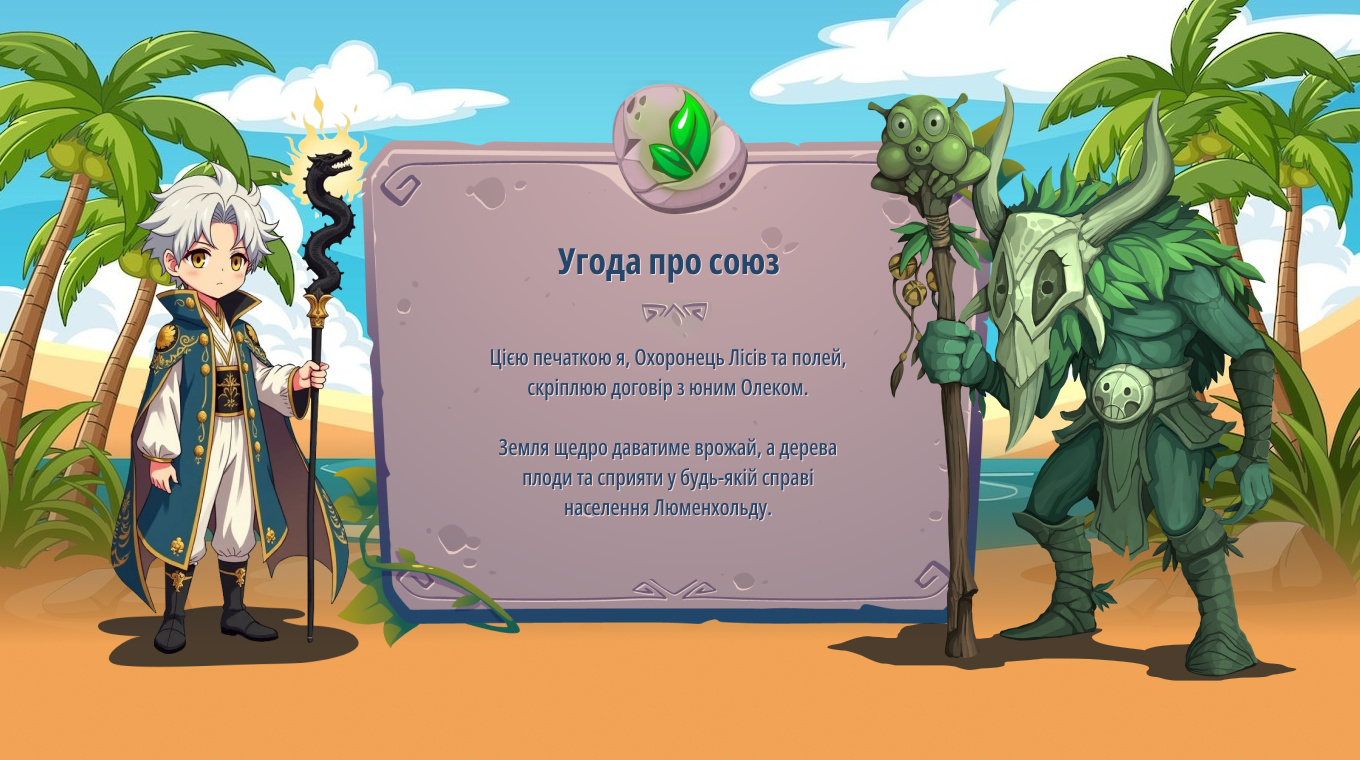 Угода про союз
Цією печаткою я, Охоронець Лісів та полей,
скріплюю договір з юним Олеком.
Земля щедро даватиме врожай, а дерева
плоди та сприяти у будь-якій справі
населення Люменхольду.